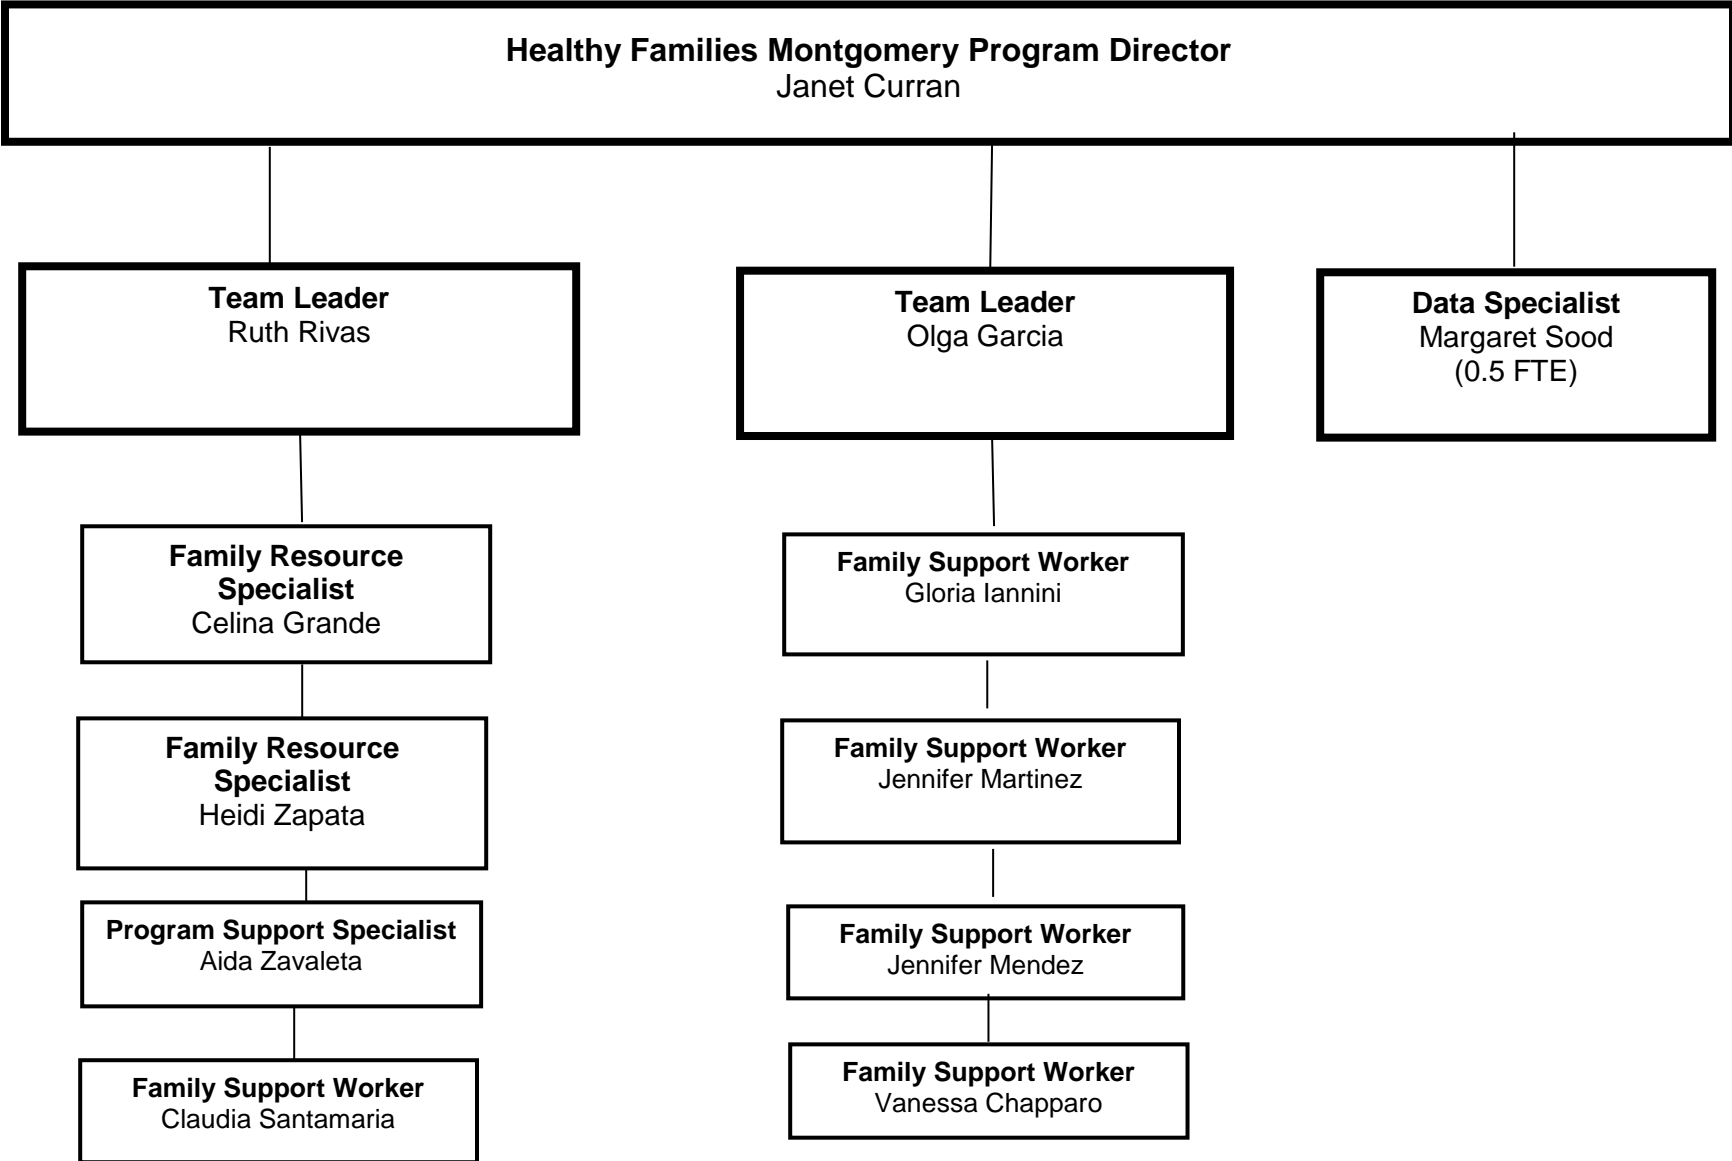 Healthy Families Montgomery Program Director
Janet Curran
Team Leader
Ruth Rivas
Team Leader
Olga Garcia
Data Specialist
Margaret Sood
(0.5 FTE)
Family Resource
Specialist
Celina Grande
Family Resource
Specialist
Heidi Zapata
Program Support Specialist
Aida Zavaleta
Family Support Worker
Claudia Santamaria
Family Support Worker
Gloria Iannini
Family Support Worker
Jennifer Martinez
Family Support Worker
Jennifer Mendez
Family Support Worker
Vanessa Chapparo